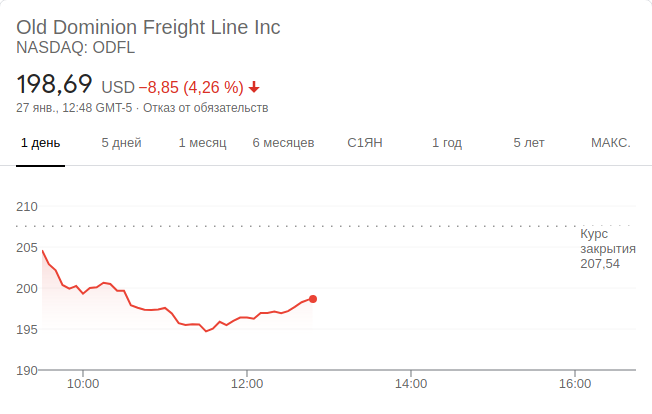 Old Dominion Freight Line Inc
NASDAQ: ODFL
198,69 USD −8,85 (4,26 %)
27 янв., 12:48 GMT-5 · Отказ от обязательств
1 день 5 дней 1 месяц 6 месяцев С1ЯН 1 год 5 лет МАКС.
210
205
200
195
190
Курс
закрытия
207,54
10:00 12:00 14:00 16:00